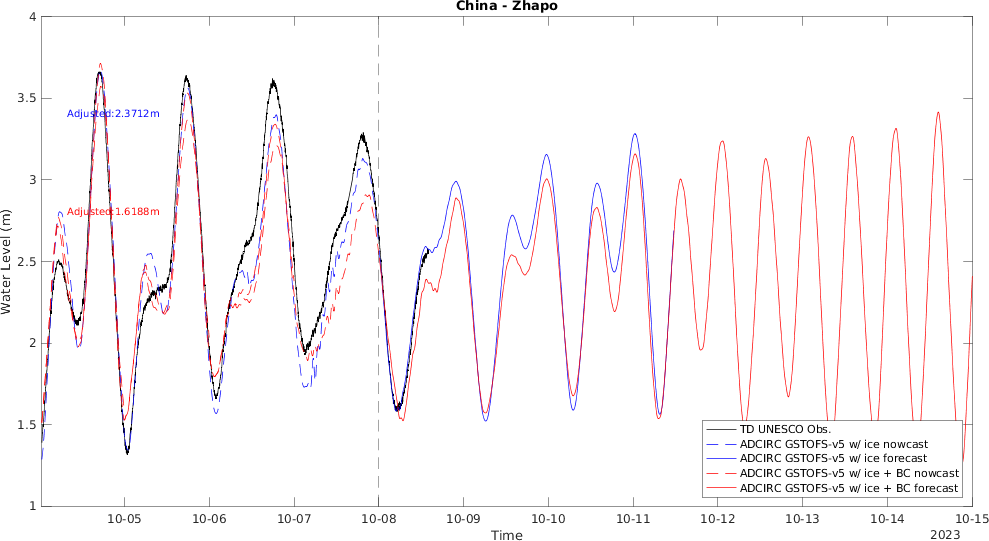 China - Zhapo
4
3.5
3
2.5
2
1.5
1
Water Level (m)
Adjusted:2.3712m
Adjusted:1.6188m
TD UNESCO Obs.
ADCIRC GSTOFS-v5 w/ ice nowcast
ADCIRC GSTOFS-v5 w/ ice forecast
ADCIRC GSTOFS-v5 w/ ice + BC nowcast
ADCIRC GSTOFS-v5 w/ ice + BC forecast
10-05 10-06 10-07 10-08 10-09 10-10 10-11 10-12 10-13 10-14 10-15
Time
2023